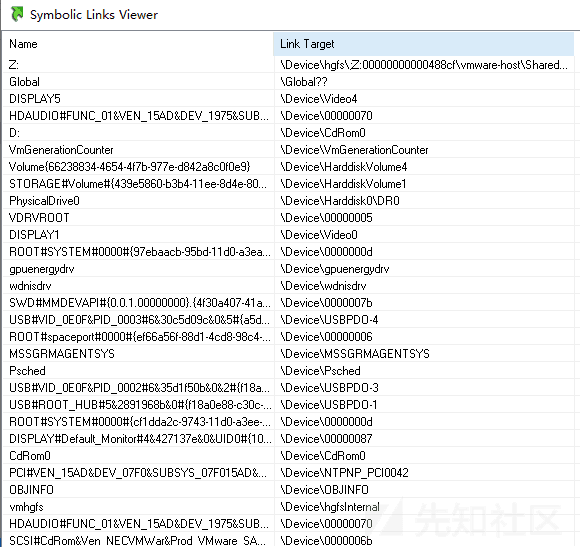 Symbolic Links Viewer
Name Link Target
Z: \Device\hgfs\;Z:00000000000488cf\vmware-host\Shared...
Global \Global??
DISPLAY5 \Device\Video4
HDAUDIO#FUNC_01&VEN_15AD&DEV_1975&SUB... \Device\00000070
D: \Device\CdRom0
VmGenerationCounter \Device\VmGenerationCounter
Volume{66238834-4654-4f7b-977e-d842a8c0f0e9} \Device\HarddiskVolume4
STORAGE#Volume#{439e5860-b3b4-11ee-8d4e-80... \Device\HarddiskVolume1
PhysicalDrive0 \Device\Harddisk0\DR0
VDRVROOT \Device\00000005
DISPLAY1 \Device\Video0
ROOT#SYSTEM#0000#{97ebaacb-95bd-11d0-a3ea... \Device\0000000d
gpuenergydrv \Device\gpuenergydrv
wdnisdrv \Device\wdnisdrv
SWD#MMDEVAPI#{0.0.1.00000000}.{4f30a407-41a... \Device\0000007b
USB#VID_0E0F&PID_0003#6&30c5d09c&0&5#{a5d... \Device\USBPDO-4
ROOT#spaceport#0000#{ef66a56f-88d1-4cd8-98c4-... \Device\00000006
MSSGRMAGENTSYS \Device\MSSGRMAGENTSYS
Psched \Device\Psched
USB#VID_0E0F&PID_0002#6&35d1f50b&0&2#{f18a... \Device\USBPDO-3
USB#ROOT_HUB#5&2891968b&0#{f18a0e88-c30c-... \Device\USBPDO-1
ROOT#SYSTEM#0000#{cf1dda2c-9743-11d0-a3ee-... \Device\0000000d
DISPLAY#Default_Monitor#4&427137e&0&UID0#{10... \Device\00000087
CdRom0 \Device\CdRom0
PCI#VEN_15AD&DEV_07F0&SUBSYS_07F015AD&... \Device\NTPNP_PCI0042
OBJINFO \Device\OBJINFO
vmhgfs \Device\hgfsInternal
HDAUDIO#FUNC_01&VEN_15AD&DEV_1975&SUB... \Device\00000070
SCSI#CdRom&Ven_NECVMWar&Prod_VMware_SA... \Device\0000006b
先知社区